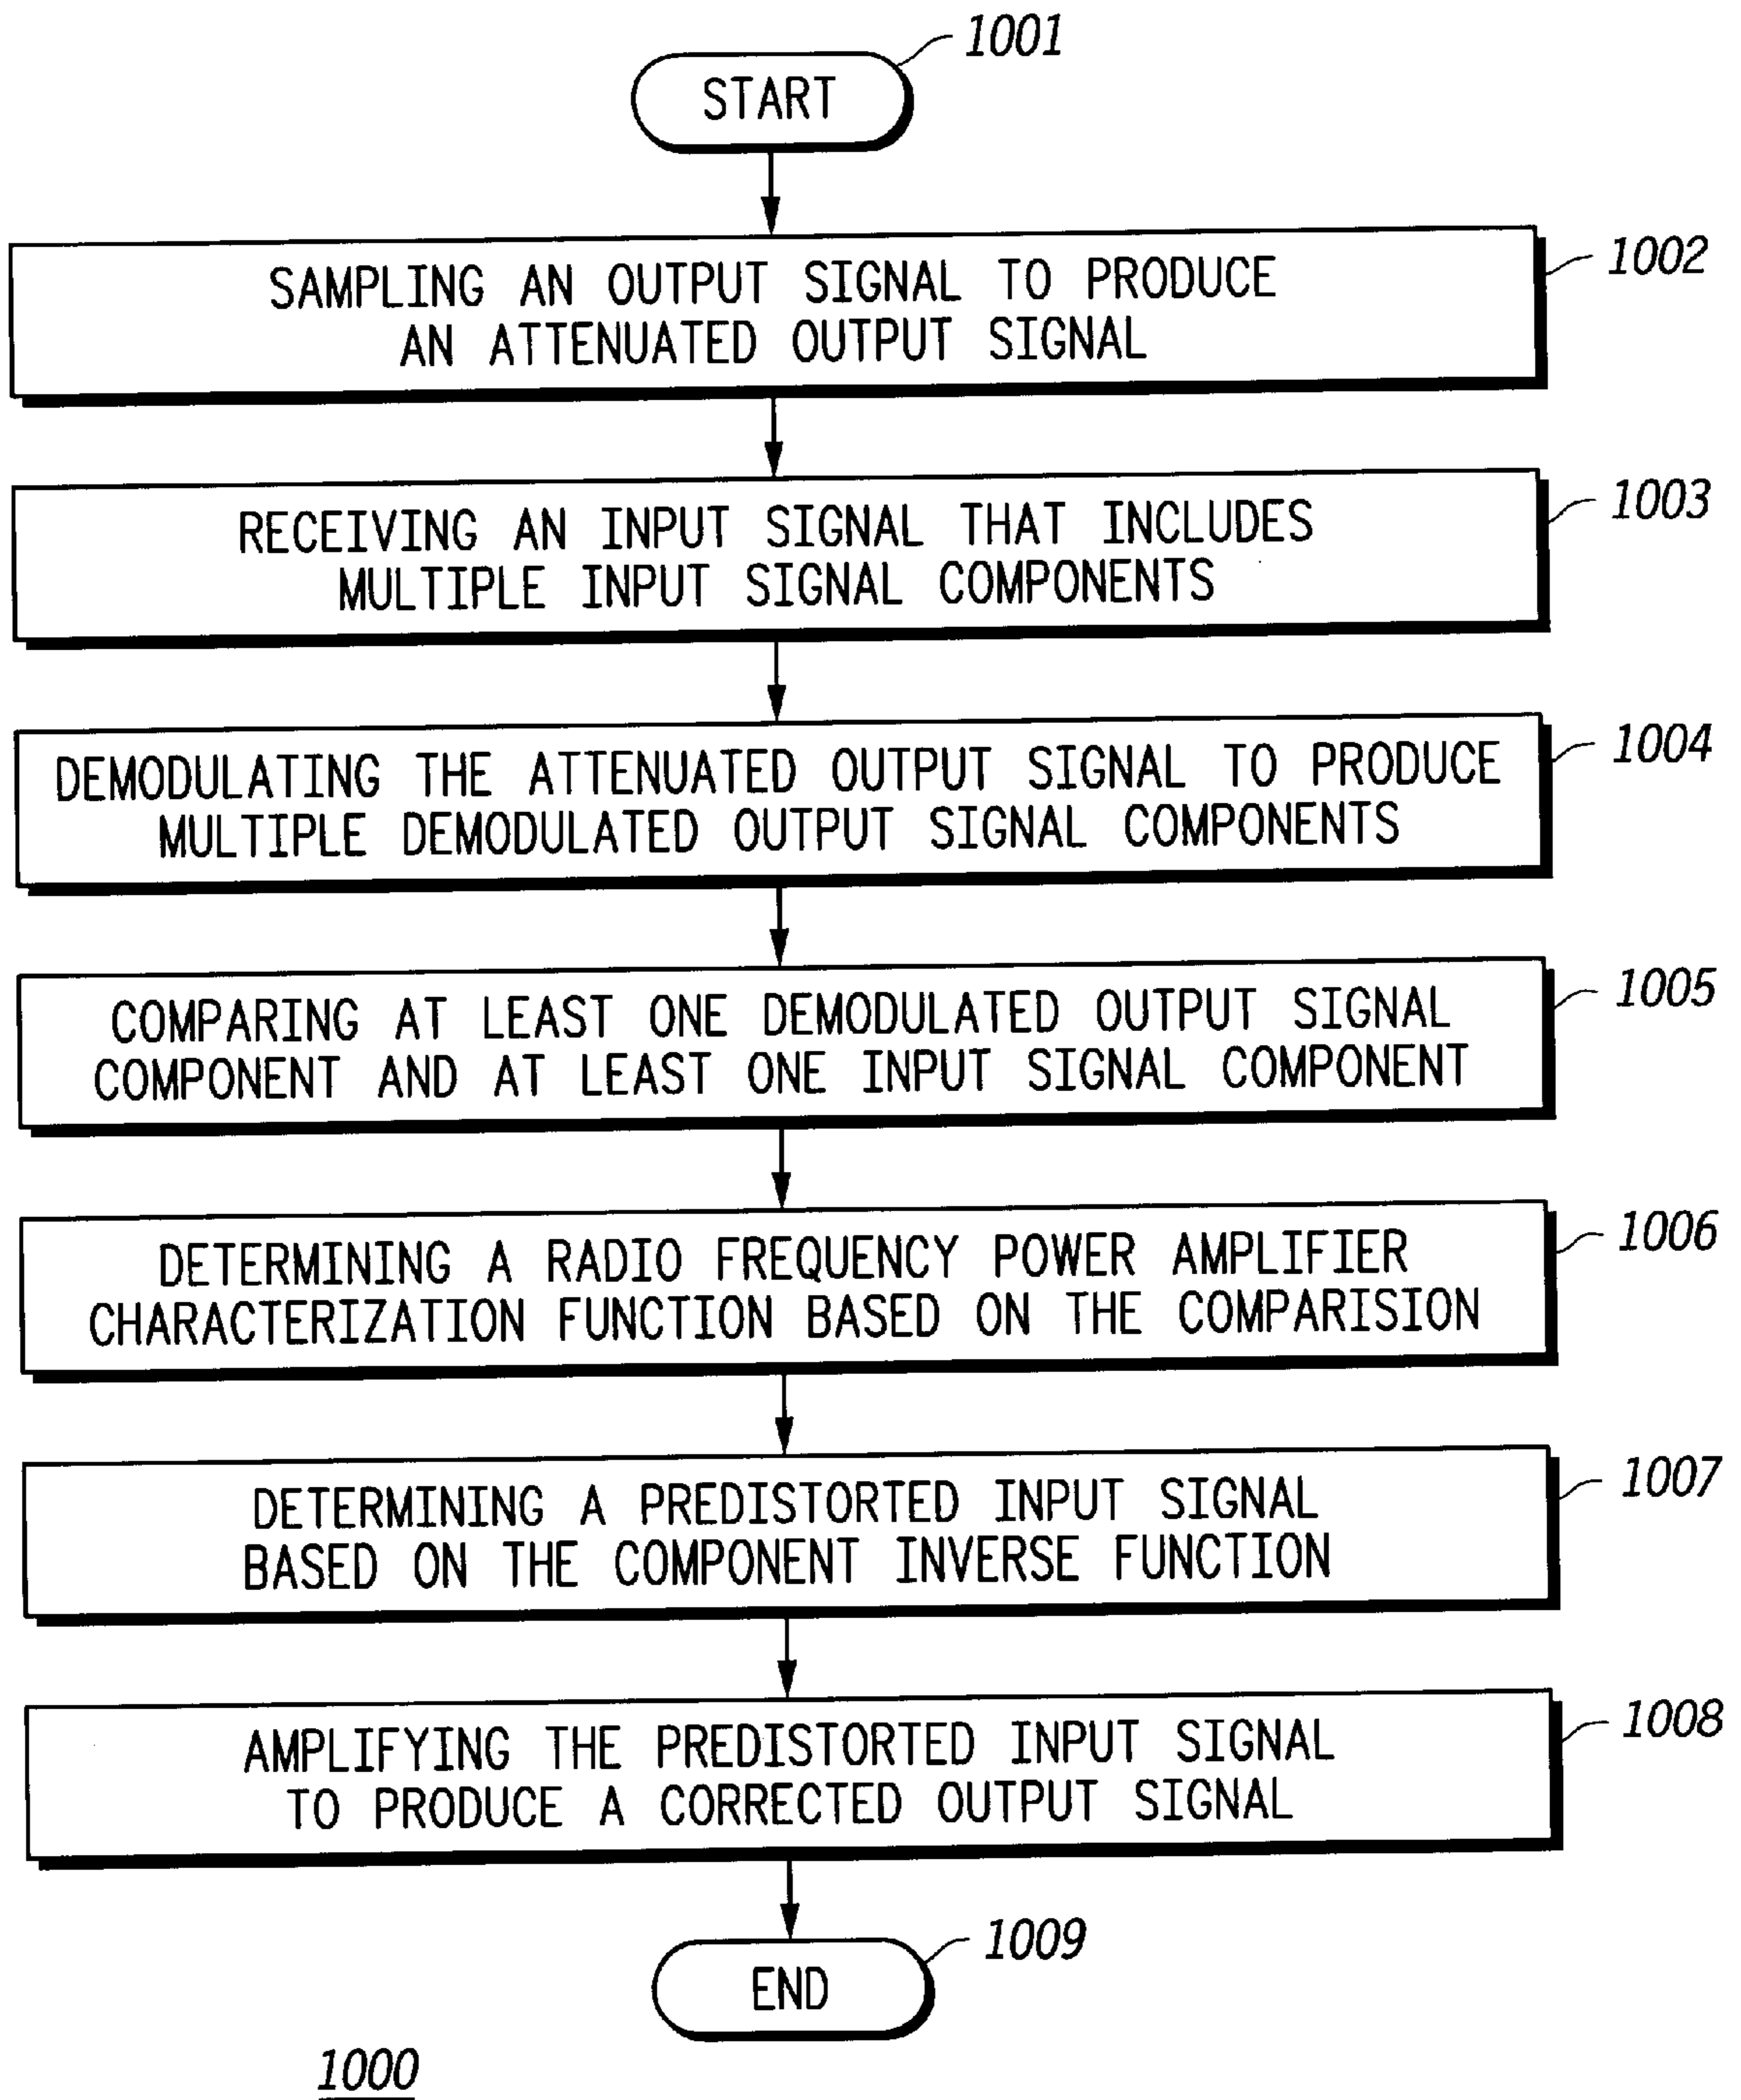 1001
START
1002
SAMPLING AN OUTPUT SIGNAL TO PRODUCE
AN ATTENUATED OUTPUT SIGNAL
1003
RECEIVING AN INPUT SIGNAL THAT INCLUDES
MULTIPLE INPUT SIGNAL COMPONENTS
1004
DEMODULATING THE ATTENUATED OUTPUT SIGNAL TO PRODUCE
MULTIPLE DEMODULATED OUTPUT SIGNAL COMPONENTS
1005
COMPARING AT LEAST ONE DEMODULATED OUTPUT SIGNAL
COMPONENT AND AT LEAST ONE INPUT SIGNAL COMPONENT
1006
DETERMINING A RADIO FREQUENCY POWER AMPLIFIER
CHARACTERIZATION FUNCTION BASED ON THE COMPARISION
1007
DETERMINING A PREDISTORTED INPUT SIGNAL
BASED ON THE COMPONENT INVERSE FUNCTION
1008
AMPLIFYING THE PREDISTORTED INPUT SIGNAL
TO PRODUCE A CORRECTED OUTPUT SIGNAL
1009
END
1000